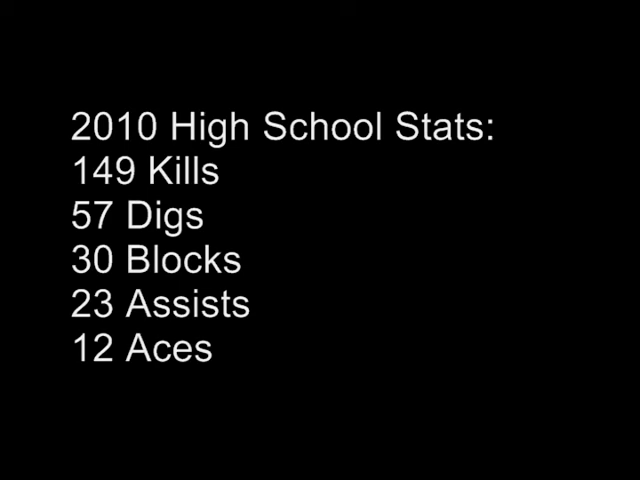 2010 High School Stats:
149 Kills
57 Digs
30 Blocks
23 Assists
12 Aces